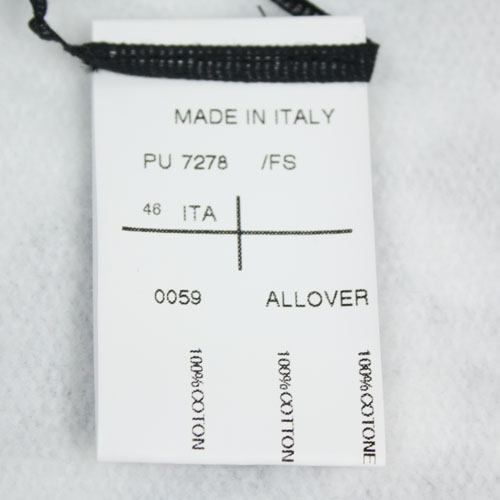 MADE IN ITALY
PU 7278 /FS
46 ITA
0059 ALLOVER
100% COTON
100% COTTON
100% COTONE